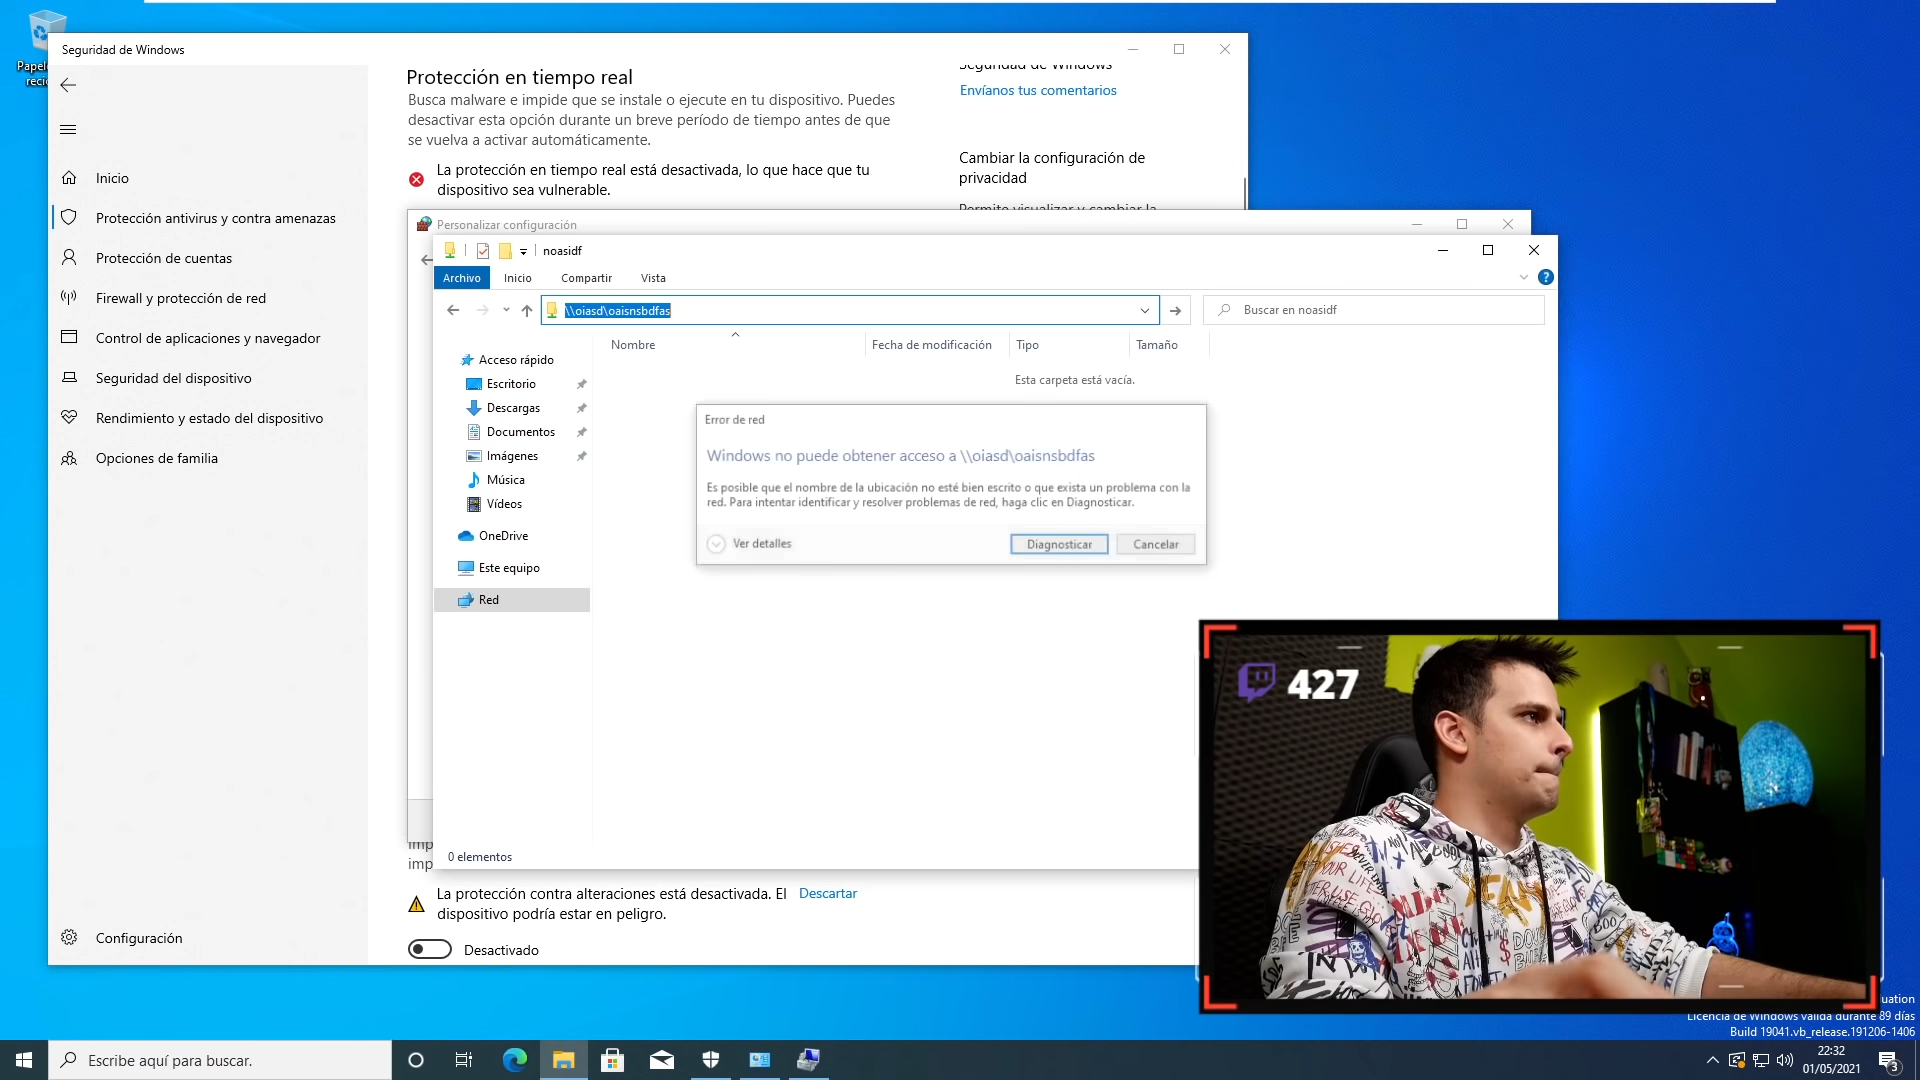 Seguridad de Windows
Inicio
Protección antivirus y contra amenazas
Protección de cuentas
Firewall y protección de red
Control de aplicaciones y navegador
Seguridad del dispositivo
Rendimiento y estado del dispositivo
Opciones de familia
Configuración
Protección en tiempo real
Busca malware e impide que se instale o ejecute en tu dispositivo. Puedes
desactivar esta opción durante un breve período de tiempo antes de que
se vuelva a activar automáticamente.
La protección en tiempo real está desactivada, lo que hace que tu
dispositivo sea vulnerable.
Seguridad de Windows
Envíanos tus comentarios
Cambiar la configuración de
privacidad
Permite visualizar y cambiar la
Personalizar configuración
noasidf
Archivo Inicio Compartir Vista
\\oiasd\oaisnsbdfas
Buscar en noasidf
Nombre Fecha de modificación Tipo Tamaño
Esta carpeta está vacía.
Acceso rápido
Escritorio
Descargas
Documentos
Imágenes
Música
Vídeos
OneDrive
Este equipo
Red
Error de red
Windows no puede obtener acceso a \\oiasd\oaisnsbdfas
Es posible que el nombre de la ubicación no esté bien escrito o que exista un problema con la
red. Para intentar identificar y resolver problemas de red, haga clic en Diagnosticar.
Ver detalles Diagnosticar Cancelar
0 elementos
imp
imp
La protección contra alteraciones está desactivada. El Descartar
dispositivo podría estar en peligro.
Desactivado
427
Licencia de Windows válida durante 89 días
Build 19041.vb_release.191206-1406
Escribe aquí para buscar.
22:32
01/05/2021
3